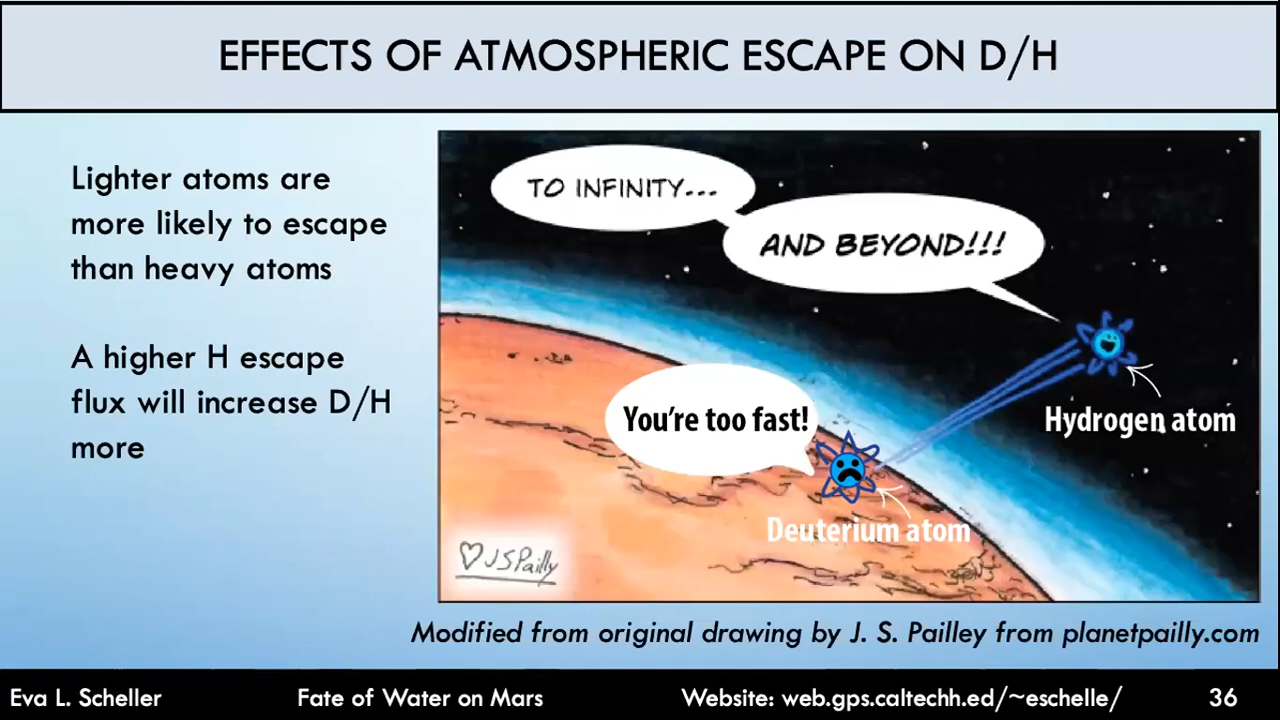 EFFECTS OF ATMOSPHERIC ESCAPE ON D/H
Lighter atoms are
more likely to escape
than heavy atoms
A higher H escape
flux will increase D/H
more
TO INFINITY...
AND BEYOND!!!
You're too fast!
Hydrogen atom
Deuterium atom
JSPailly
Modified from original drawing by J. S. Pailley from planetpailly.com
Eva L. Scheller
Fate of Water on Mars
Website: web.gps.caltechh.ed/~eschelle/
36